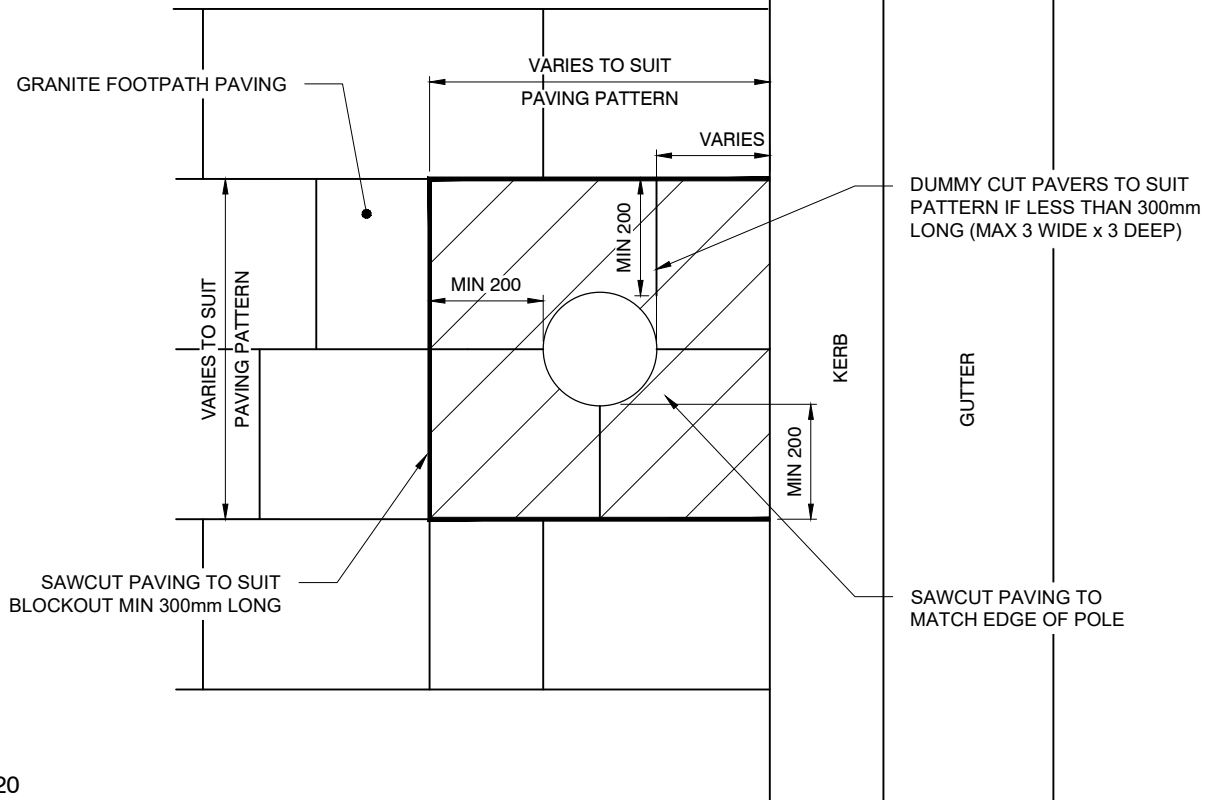 VARIES TO SUIT
PAVING PATTERN
GRANITE FOOTPATH PAVING
VARIES
DUMMY CUT PAVERS TO SUIT
PATTERN IF LESS THAN 300mm
LONG (MAX 3 WIDE x 3 DEEP)
MIN 200
MIN 200
VARIES TO SUIT
PAVING PATTERN
KERB
GUTTER
MIN 200
SAWCUT PAVING TO SUIT
BLOCKOUT MIN 300mm LONG
SAWCUT PAVING TO
MATCH EDGE OF POLE
20